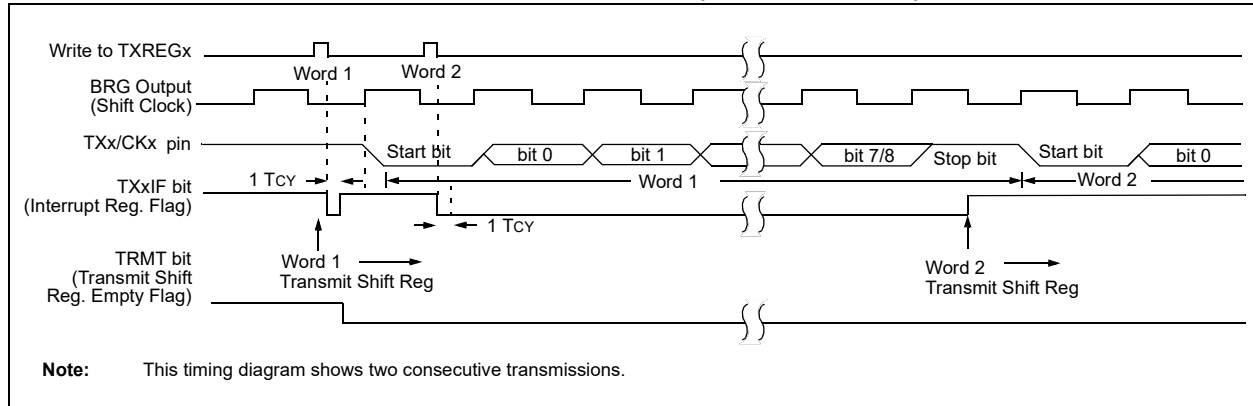 Write to TXREGx
Word 1 Word 2
BRG Output
(Shift Clock)
TXx/CKx pin
Start bit bit 0 bit 1 bit 7/8 Stop bit Start bit bit 0
1 TCY
Word 1 Word 2
TXxIF bit
(Interrupt Reg. Flag)
1 TCY
TRMT bit
(Transmit Shift
Reg. Empty Flag)
Word 1
Transmit Shift Reg
Word 2
Transmit Shift Reg
Note: This timing diagram shows two consecutive transmissions.